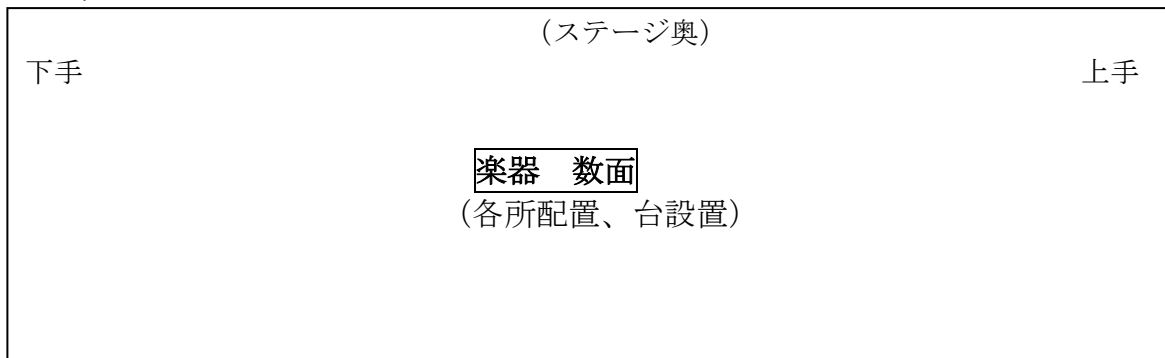 （ステージ奥）
下手　上手
楽器　数面
（各所配置、台設置）